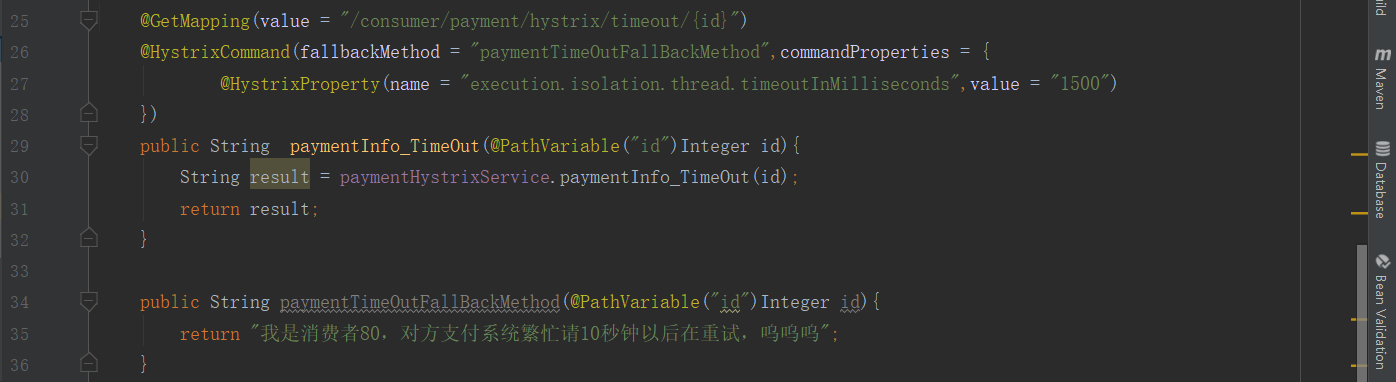 25 @GetMapping(value = "/consumer/payment/hystrix/timeout/{id}")
26 @HystrixCommand(fallbackMethod = "paymentTimeOutFallBackMethod",commandProperties = {
27 @HystrixProperty(name = "execution.isolation.thread.timeoutInMilliseconds",value = "1500")
28 })
29 public String  paymentInfo_TimeOut(@PathVariable("id")Integer id){
30 String result = paymentHystrixService.paymentInfo_TimeOut(id);
31 return result;
32 }
33
34 public String paymentTimeOutFallBackMethod(@PathVariable("id")Integer id){
35 return "我是消费者80，对方支付系统繁忙请10秒钟以后在重试，呜呜呜";
36 }
m Maven
Database
Bean Validation